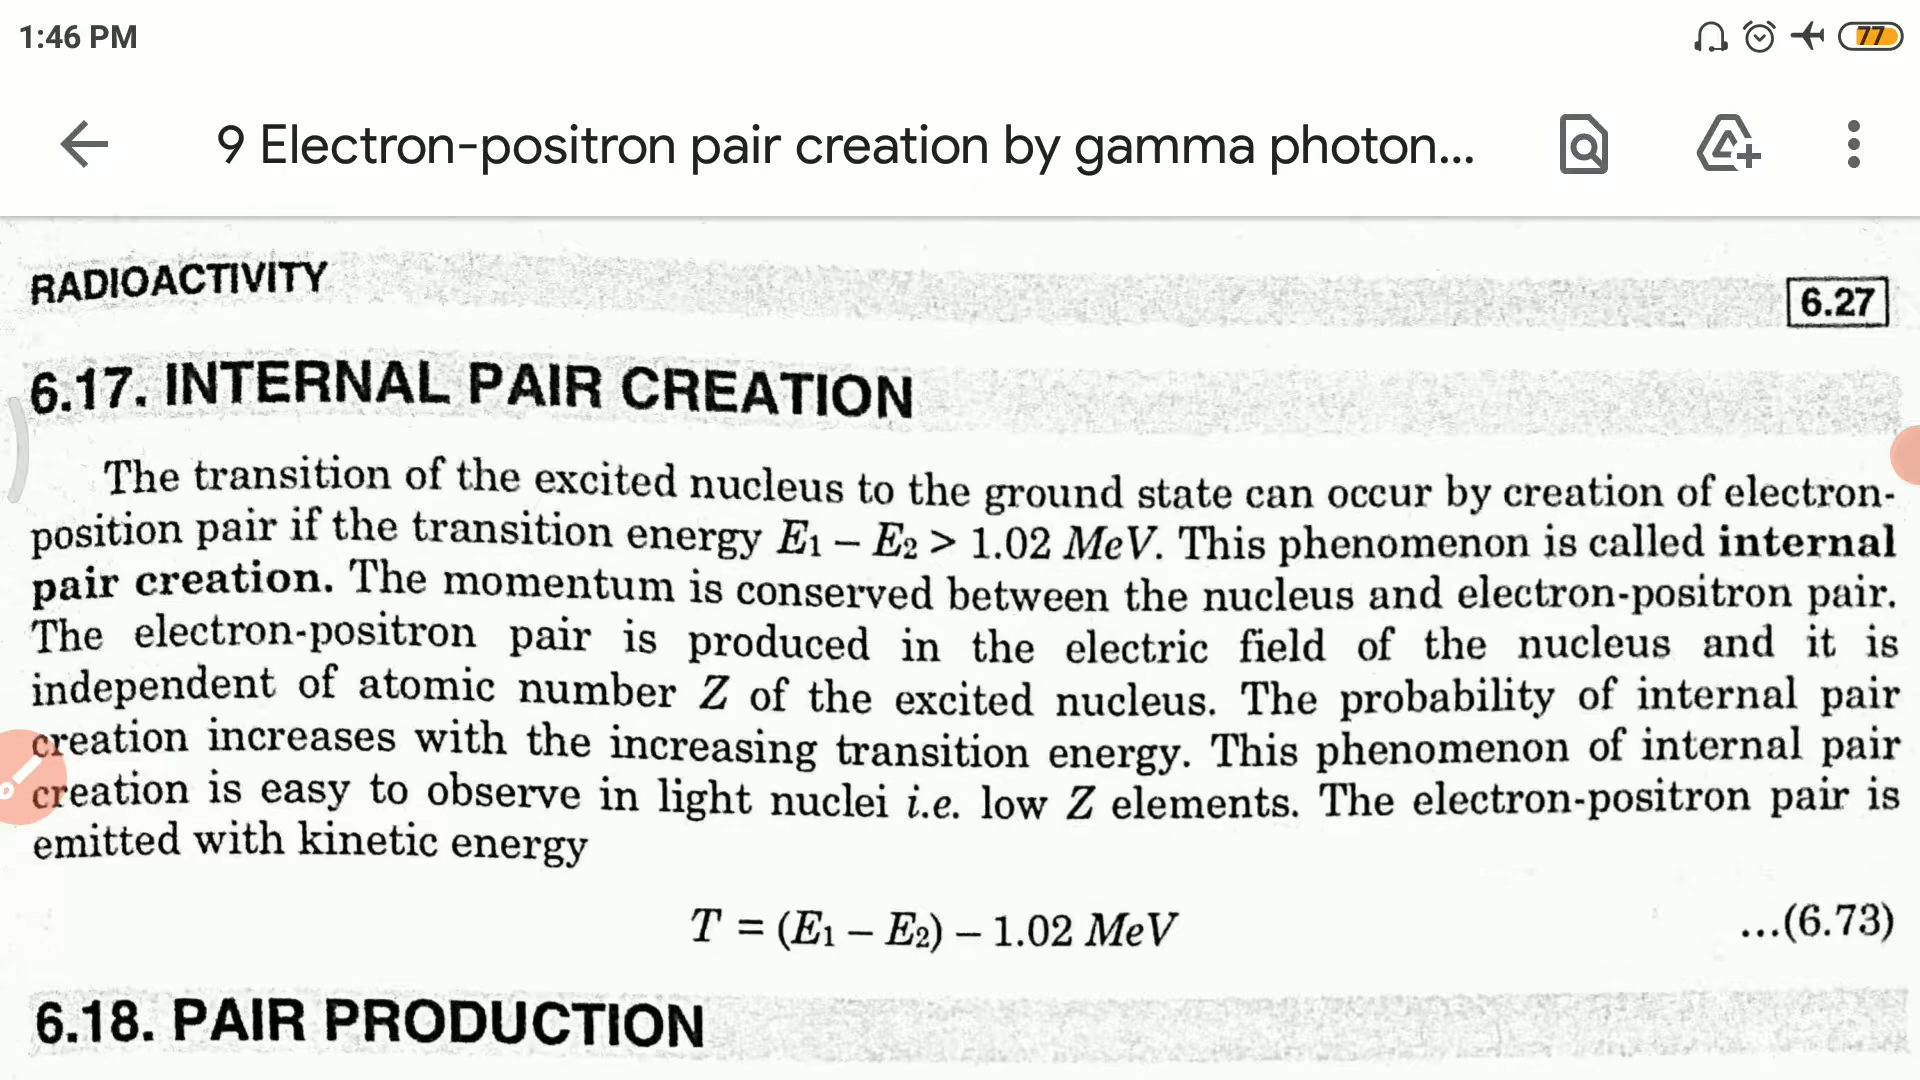 1:46 PM
77
9 Electron-positron pair creation by gamma photon...
RADIOACTIVITY
6.27
6.17. INTERNAL PAIR CREATION
The transition of the excited nucleus to the ground state can occur by creation of electron-
position pair if the transition energy E1 – E2 > 1.02 MeV. This phenomenon is called internal
pair creation. The momentum is conserved between the nucleus and electron-positron pair.
The electron-positron pair is produced in the electric field of the nucleus and it is
independent of atomic number Z of the excited nucleus. The probability of internal pair
creation increases with the increasing transition energy. This phenomenon of internal pair
creation is easy to observe in light nuclei i.e. low Z elements. The electron-positron pair is
emitted with kinetic energy
T = (E1 – E2) – 1.02 MeV ...(6.73)
6.18. PAIR PRODUCTION